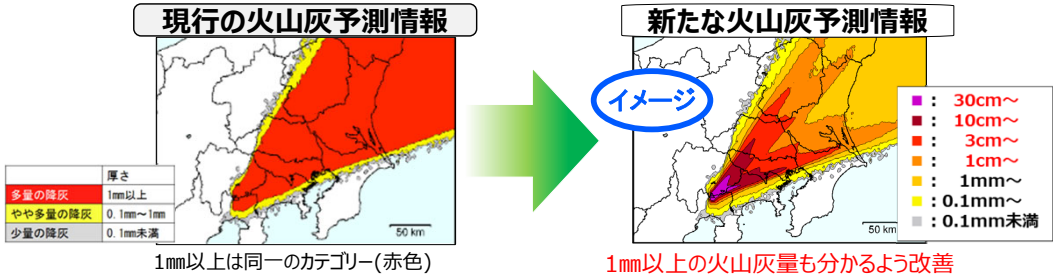 現行の火山灰予測情報
新たな火山灰予測情報
イメージ
厚さ
多量の降灰 1mm以上
やや多量の降灰 0.1mm～1mm
少量の降灰 0.1mm未満
50 km
1mm以上は同一のカテゴリー(赤色)
■ ： 30cm～
■ ： 10cm～
■ ： 3cm～
■ ： 1cm～
■ ： 1mm～
■ ：0.1mm～
■ ：0.1mm未満
50 km
1mm以上の火山灰量も分かるよう改善